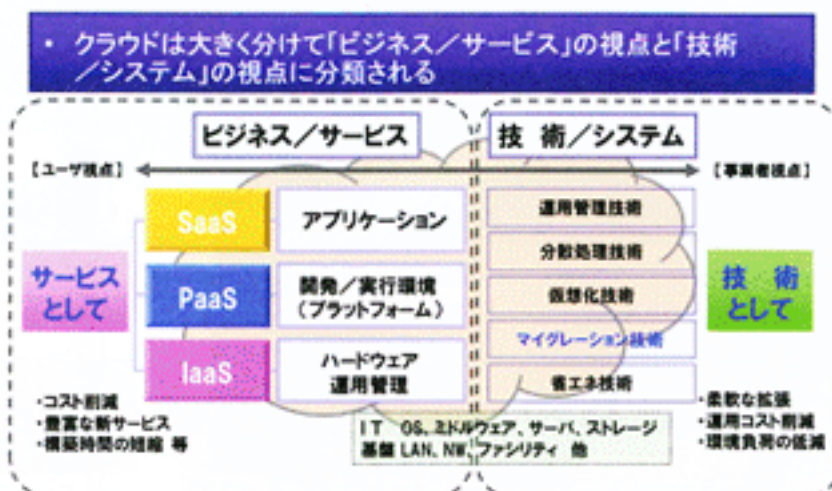 ・ クラウドは大きく分けて「ビジネス／サービス」の視点と「技術
／システム」の視点に分類される
ビジネス／サービス
技 術／システム
【ユーザ視点】
【事業者視点】
サービス
として
SaaS
アプリケーション
PaaS
開発／実行環境
（プラットフォーム）
IaaS
ハードウェア
運用管理
運用管理技術
分散処理技術
仮想化技術
マイグレーション技術
省エネ技術
技 術
として
・コスト削減
・豊富な新サービス
・構築時間の短縮 等
ＩＴ OS、ミドルウェア、サーバ、ストレージ
基盤 LAN、NW、ファシリティ 他
・柔軟な拡張
・運用コスト削減
・環境負荷の低減